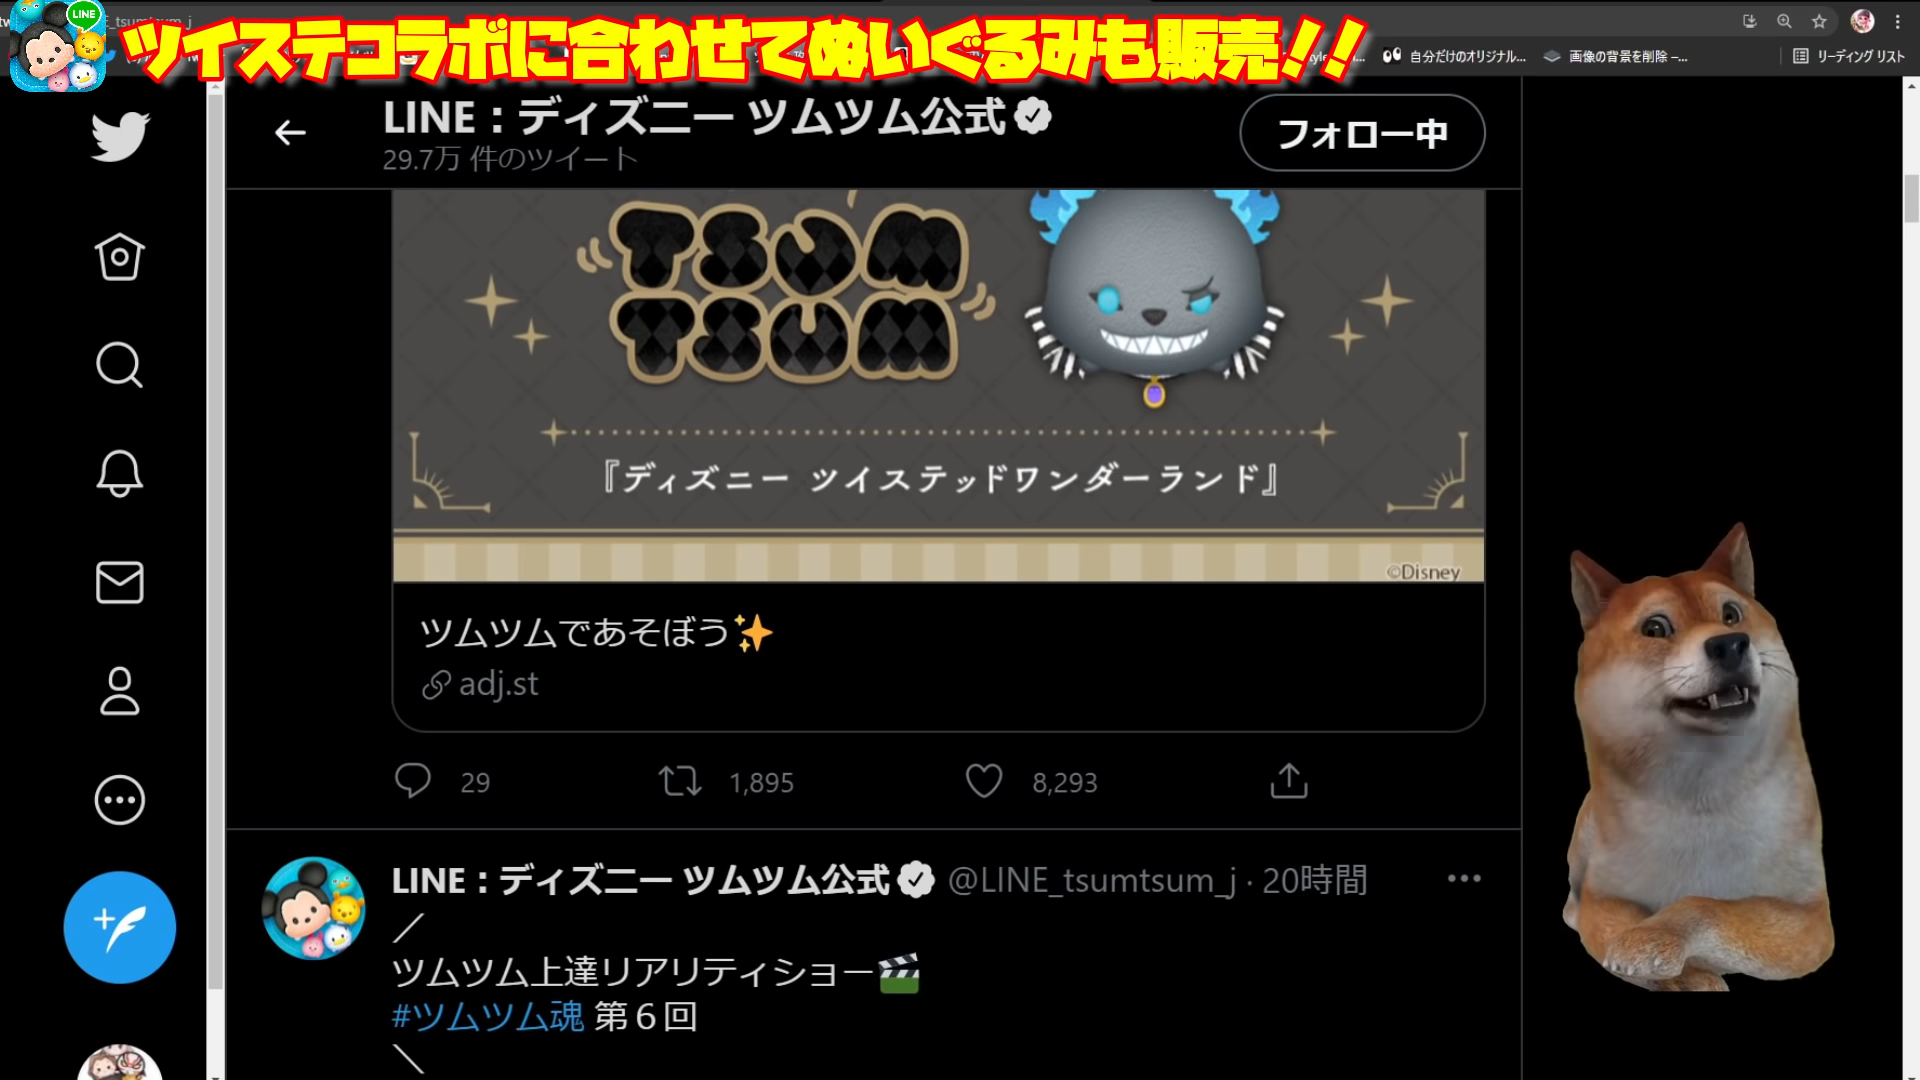 LINE
ツイステコラボに合わせてぬいぐるみも販売!!
自分だけのオリジナル...
画像の背景を削除 –...
リーディング リスト
LINE：ディズニー ツムツム公式
29.7万 件のツイート
フォロー中
TSUM
TSUM
『ディズニー ツイステッドワンダーランド』
©Disney
ツムツムであそぼう✨
adj.st
29
1,895
8,293
LINE：ディズニー ツムツム公式 @LINE_tsumtsum_j · 20時間
／
ツムツム上達リアリティショー🎬
#ツムツム魂 第６回
＼